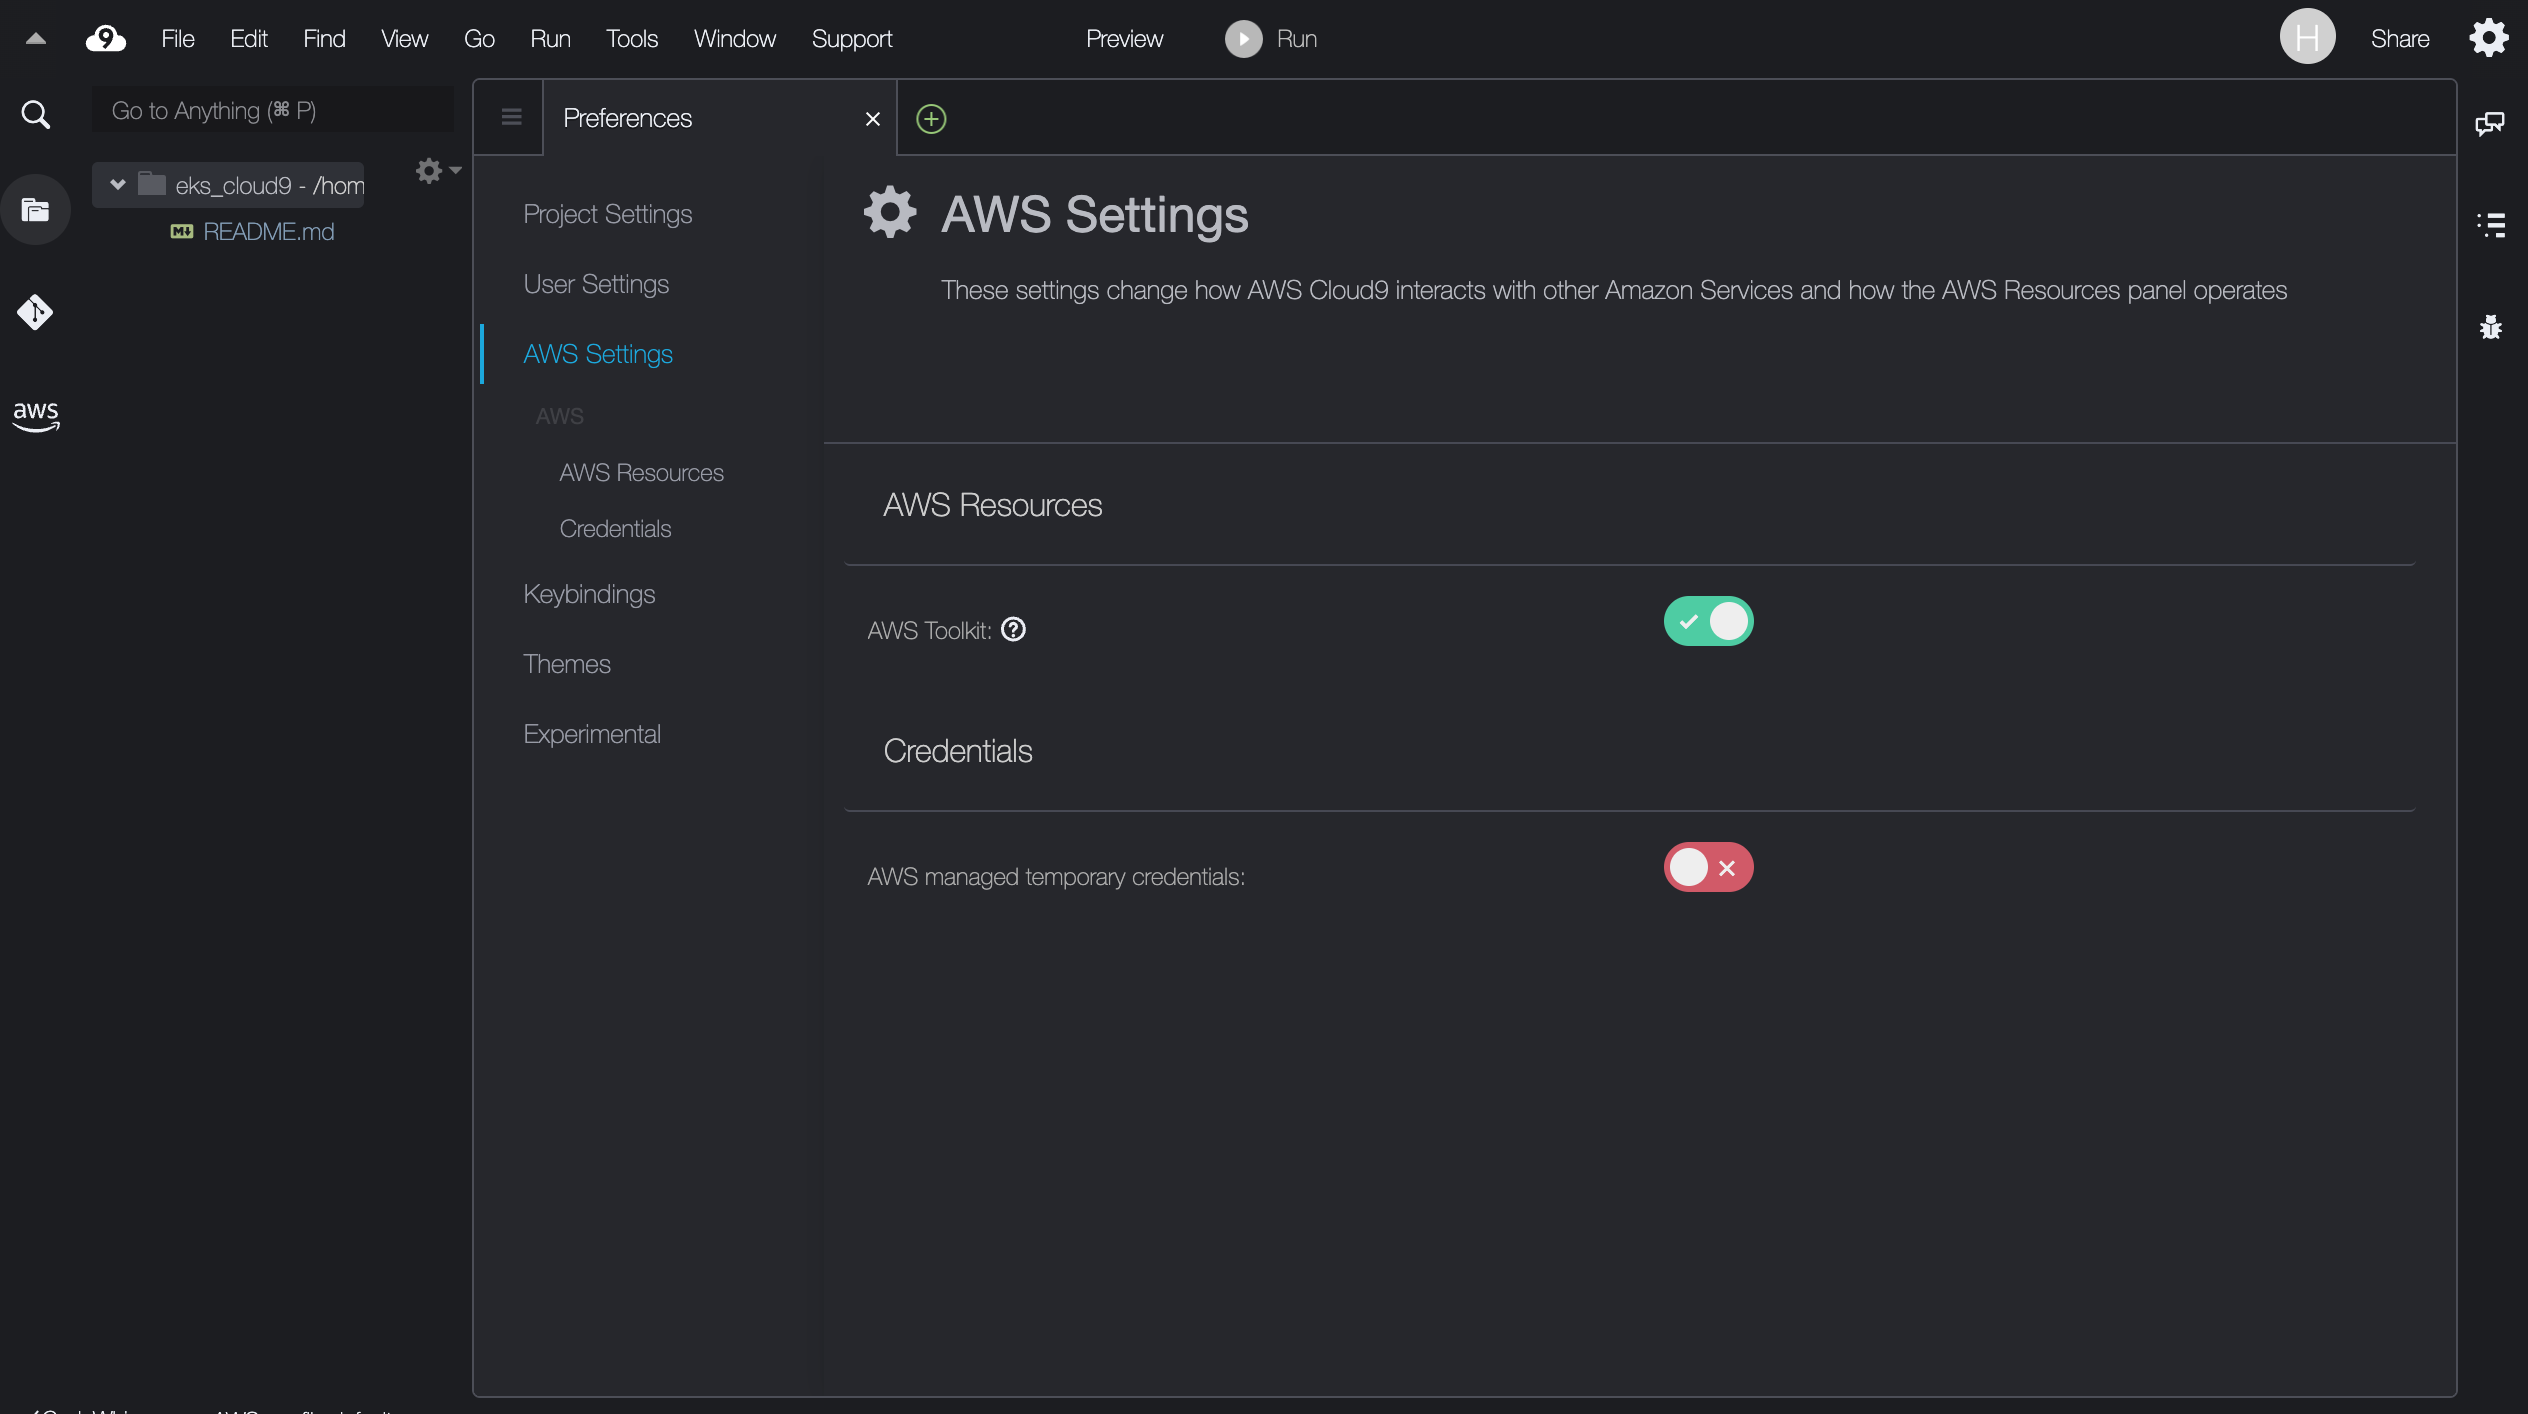 File Edit Find View Go Run Tools Window Support Preview Run H Share
Go to Anything (⌘ P)
Preferences
eks_cloud9 - /hom
README.md
aws
Project Settings
User Settings
AWS Settings
AWS
AWS Resources
Credentials
Keybindings
Themes
Experimental
AWS Settings
These settings change how AWS Cloud9 interacts with other Amazon Services and how the AWS Resources panel operates
AWS Resources
AWS Toolkit:
Credentials
AWS managed temporary credentials: